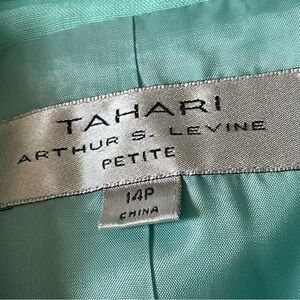 TAHARI
ARTHUR S. LEVINE
PETITE
14P
CHINA